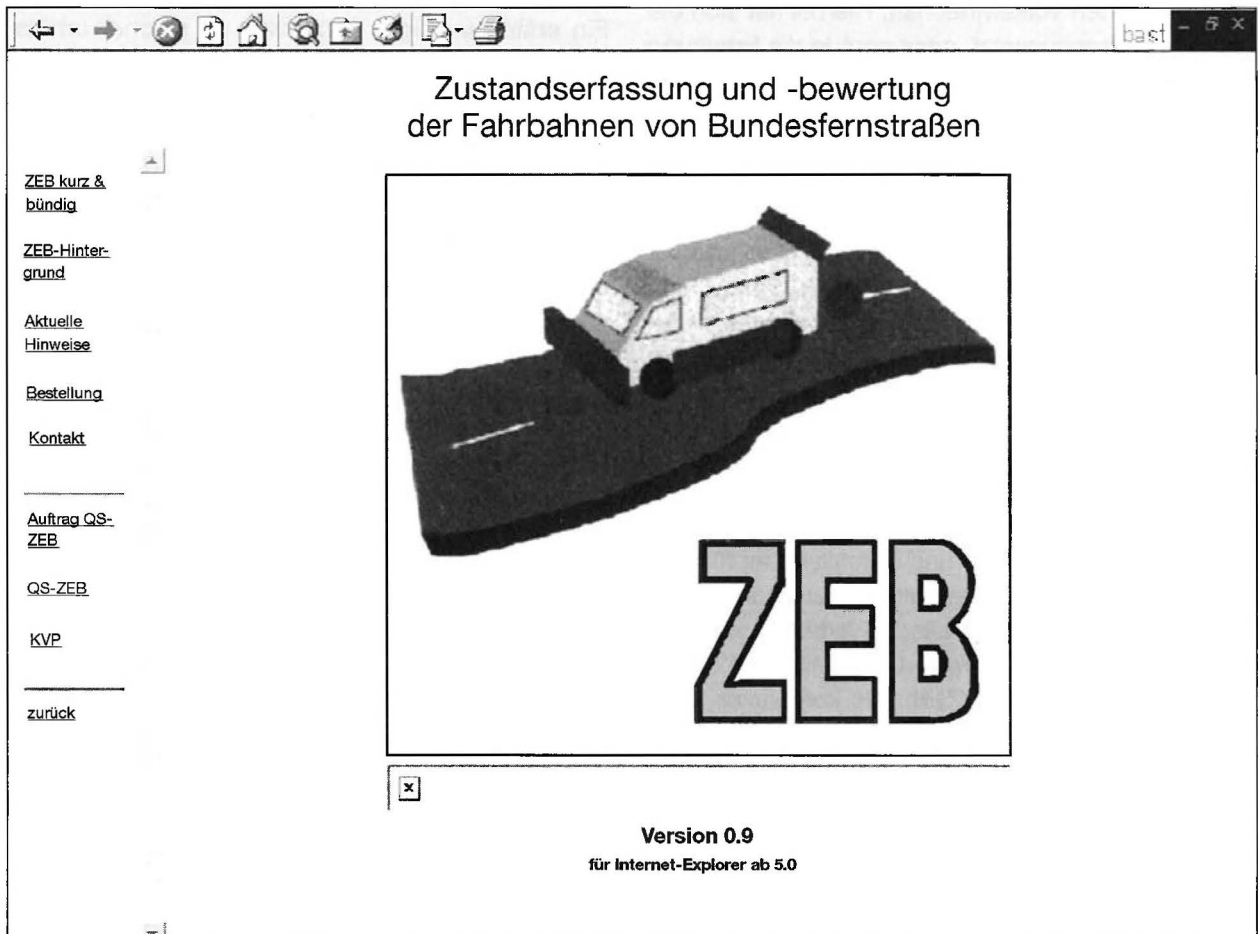 bast
Zustandserfassung und -bewertung
der Fahrbahnen von Bundesfernstraßen
ZEB kurz &
bündig
ZEB-Hinter-
grund
Aktuelle
Hinweise
Bestellung
Kontakt
Auftrag QS-
ZEB
QS-ZEB
KVP
zurück
ZEB
Version 0.9
für Internet-Explorer ab 5.0